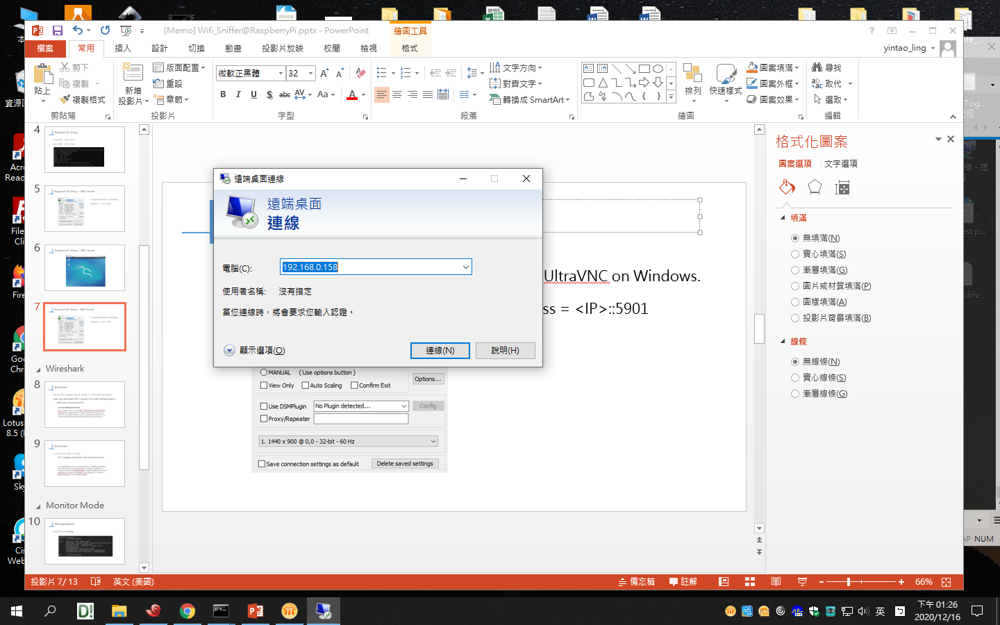 [Memo] Wifi_Sniffer@RaspberryPi.pptx - PowerPoint
繪圖工具
檔案
常用
插入
設計
切換
動畫
投影片放映
校閱
檢視
格式
yintao_ling
貼上
剪下
複製
複製格式
剪貼簿
新增
投影片
版面配置
重設
章節
投影片
微軟正黑體
32
B I U S abc AV Aa A
字型
文字方向
對齊文字
轉換成 SmartArt
段落
排列
快速樣式
圖案填滿
圖案外框
圖案效果
繪圖
尋找
取代
選取
編輯
4
5
6
7
Wireshark
8
9
Monitor Mode
10
遠端桌面連線
遠端桌面
連線
電腦(C):
192.168.0.158
使用者名稱:
沒有指定
當您連線時，將會要求您輸入認證。
顯示選項(O)
連線(N)
說明(H)
UltraVNC on Windows.
ss = <IP>::5901
MANUAL ( Use options button )
View Only
Auto Scaling
Confirm Exit
Options...
Use DSMPlugin
No Plugin detected...
Config
Proxy/Repeater
1. 1440 x 900 @ 0,0 - 32-bit - 60 Hz
Save connection settings as default
Delete saved settings
格式化圖案
圖案選項
文字選項
填滿
無填滿(N)
實心填滿(S)
漸層填滿(G)
圖片或材質填滿(P)
圖樣填滿(A)
投影片背景填滿(B)
線條
無線條(N)
實心線條(S)
漸層線條(G)
投影片 7/ 13
英文 (美國)
備忘稿
註解
66%
NUM
英
下午 01:26
2020/12/16